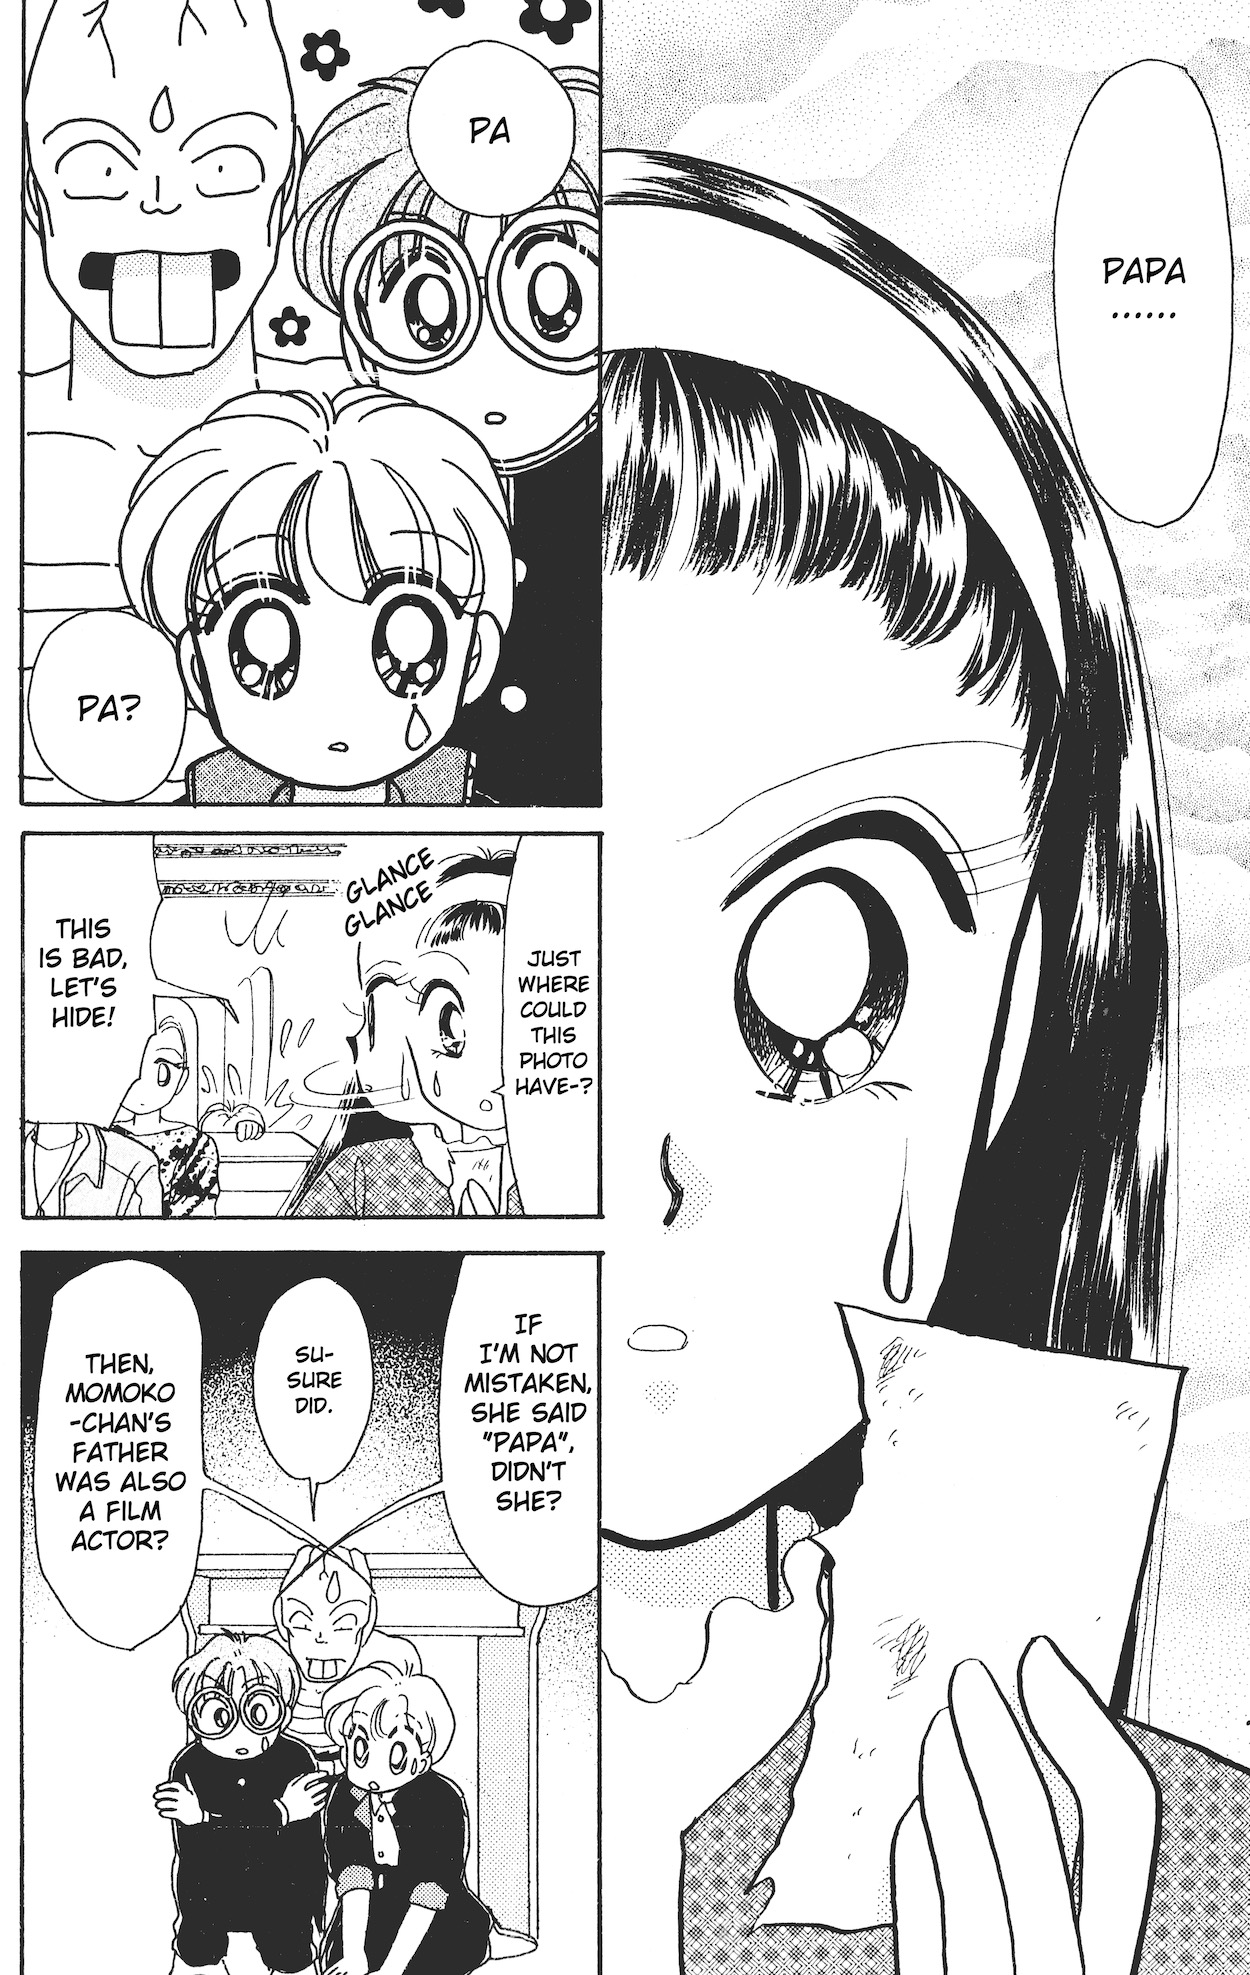 PAPA
......
PA
PA?
JUST
WHERE
COULD
THIS
PHOTO
HAVE-?
GLANCE
GLANCE
THIS
IS BAD,
LET'S
HIDE!
IF
I'M NOT
MISTAKEN,
SHE SAID
"PAPA",
DIDN'T
SHE?
SU-
SURE
DID.
THEN,
MOMOKO
-CHAN'S
FATHER
WAS ALSO
A FILM
ACTOR?